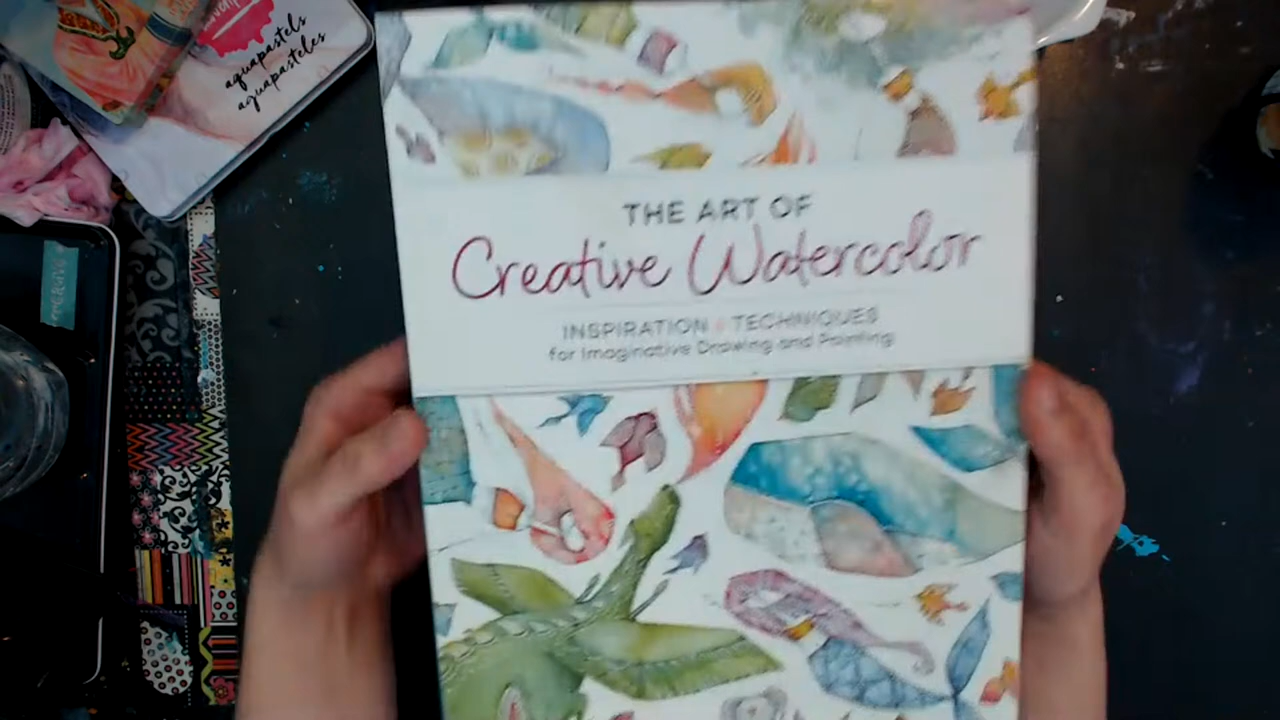 aquapastels
aquapasteles
THE ART OF
Creative Watercolor
INSPIRATION + TECHNIQUES
for Imaginative Drawing and Painting